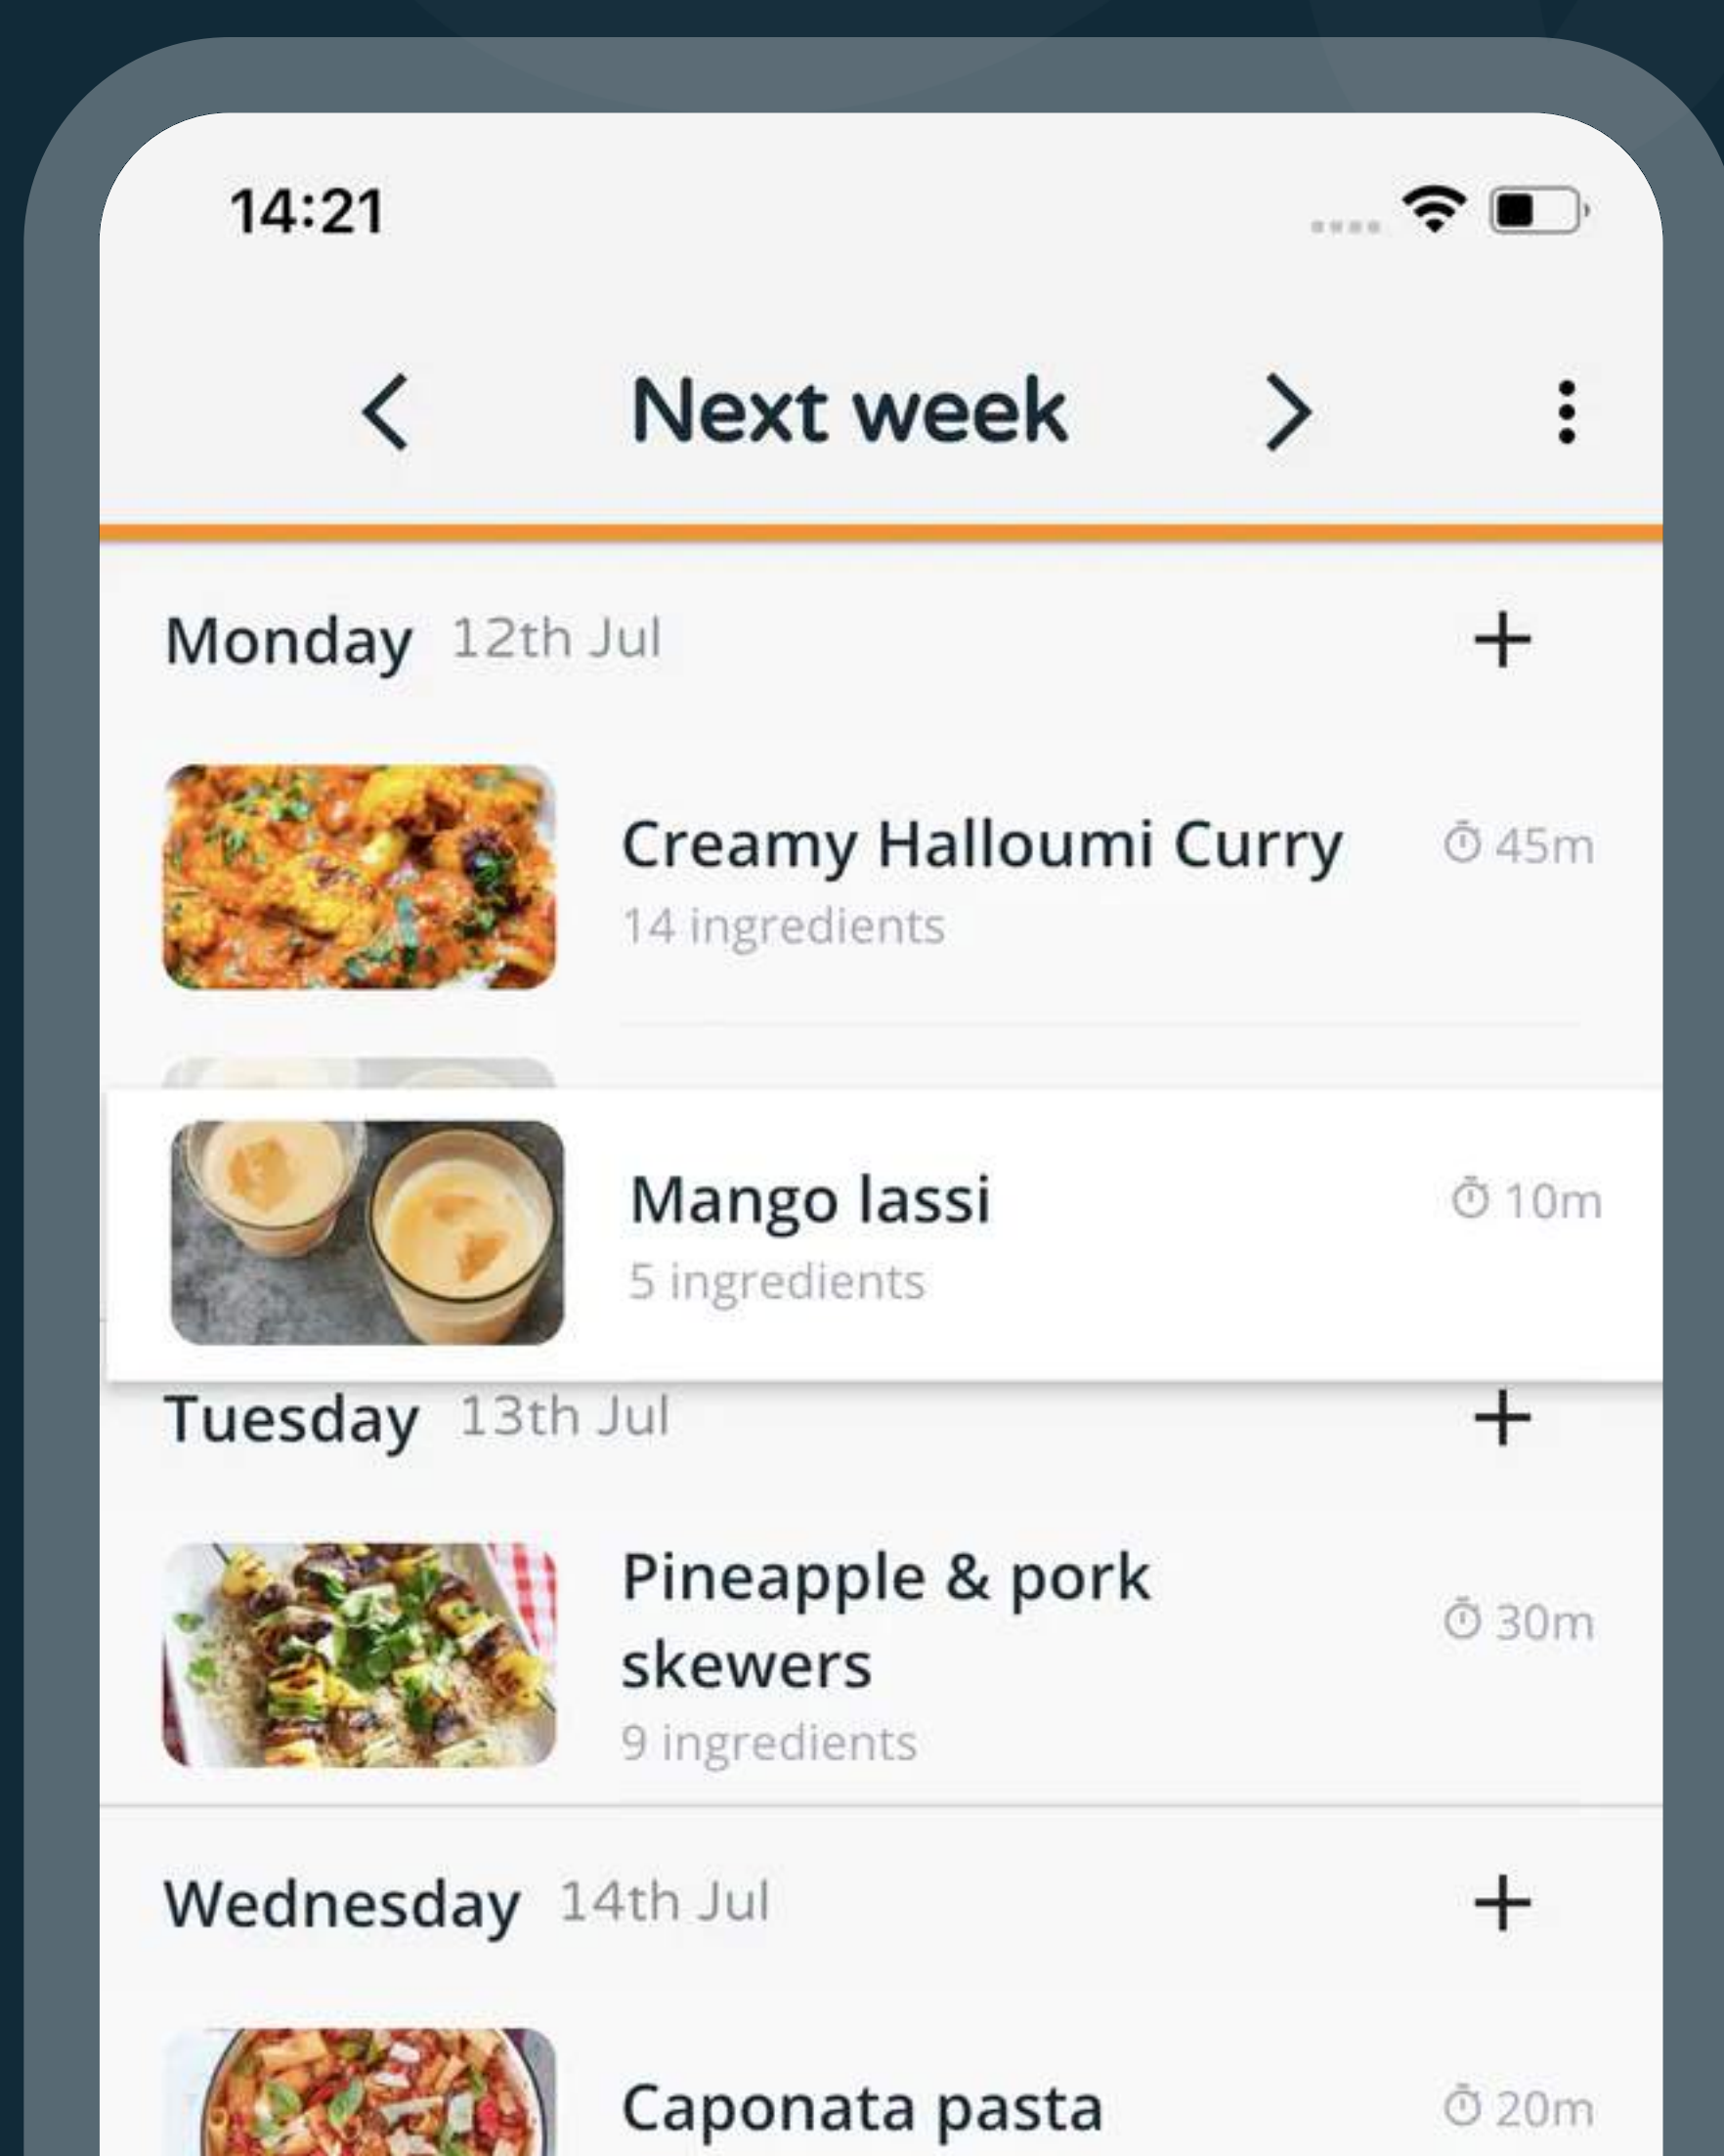 14:21
Next week
Monday 12th Jul
Creamy Halloumi Curry 45m
14 ingredients
Mango lassi 10m
5 ingredients
Tuesday 13th Jul
Pineapple & pork
skewers 30m
9 ingredients
Wednesday 14th Jul
Caponata pasta 20m